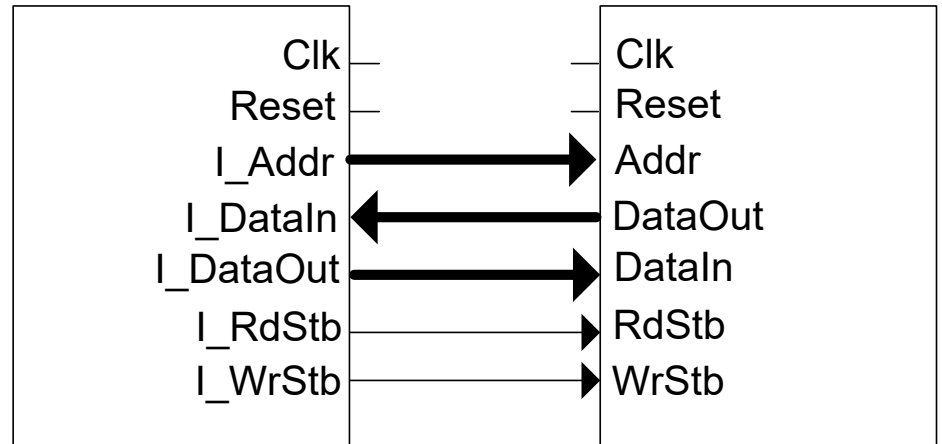 Clk Clk
Reset Reset
I_Addr Addr
I_DataIn DataOut
I_DataOut DataIn
I_RdStb RdStb
I_WrStb WrStb